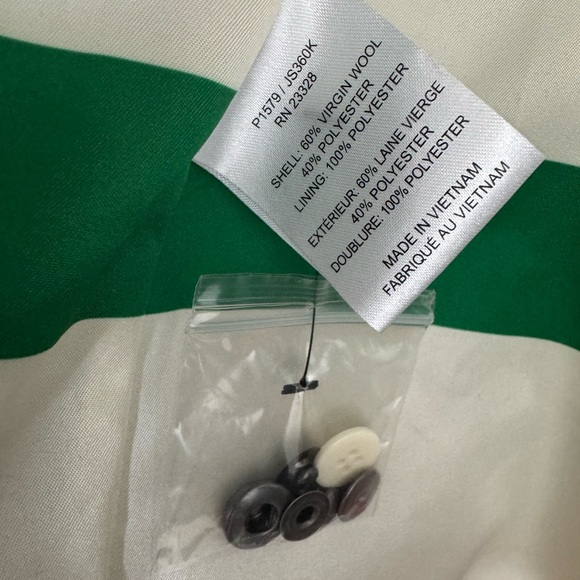 P1579 / JS360K
RN 23328
SHELL: 60% VIRGIN WOOL
40% POLYESTER
LINING: 100% POLYESTER
EXTÉRIEUR: 60% LAINE VIERGE
40% POLYESTER
DOUBLURE: 100% POLYESTER
MADE IN VIETNAM
FABRIQUÉ AU VIETNAM